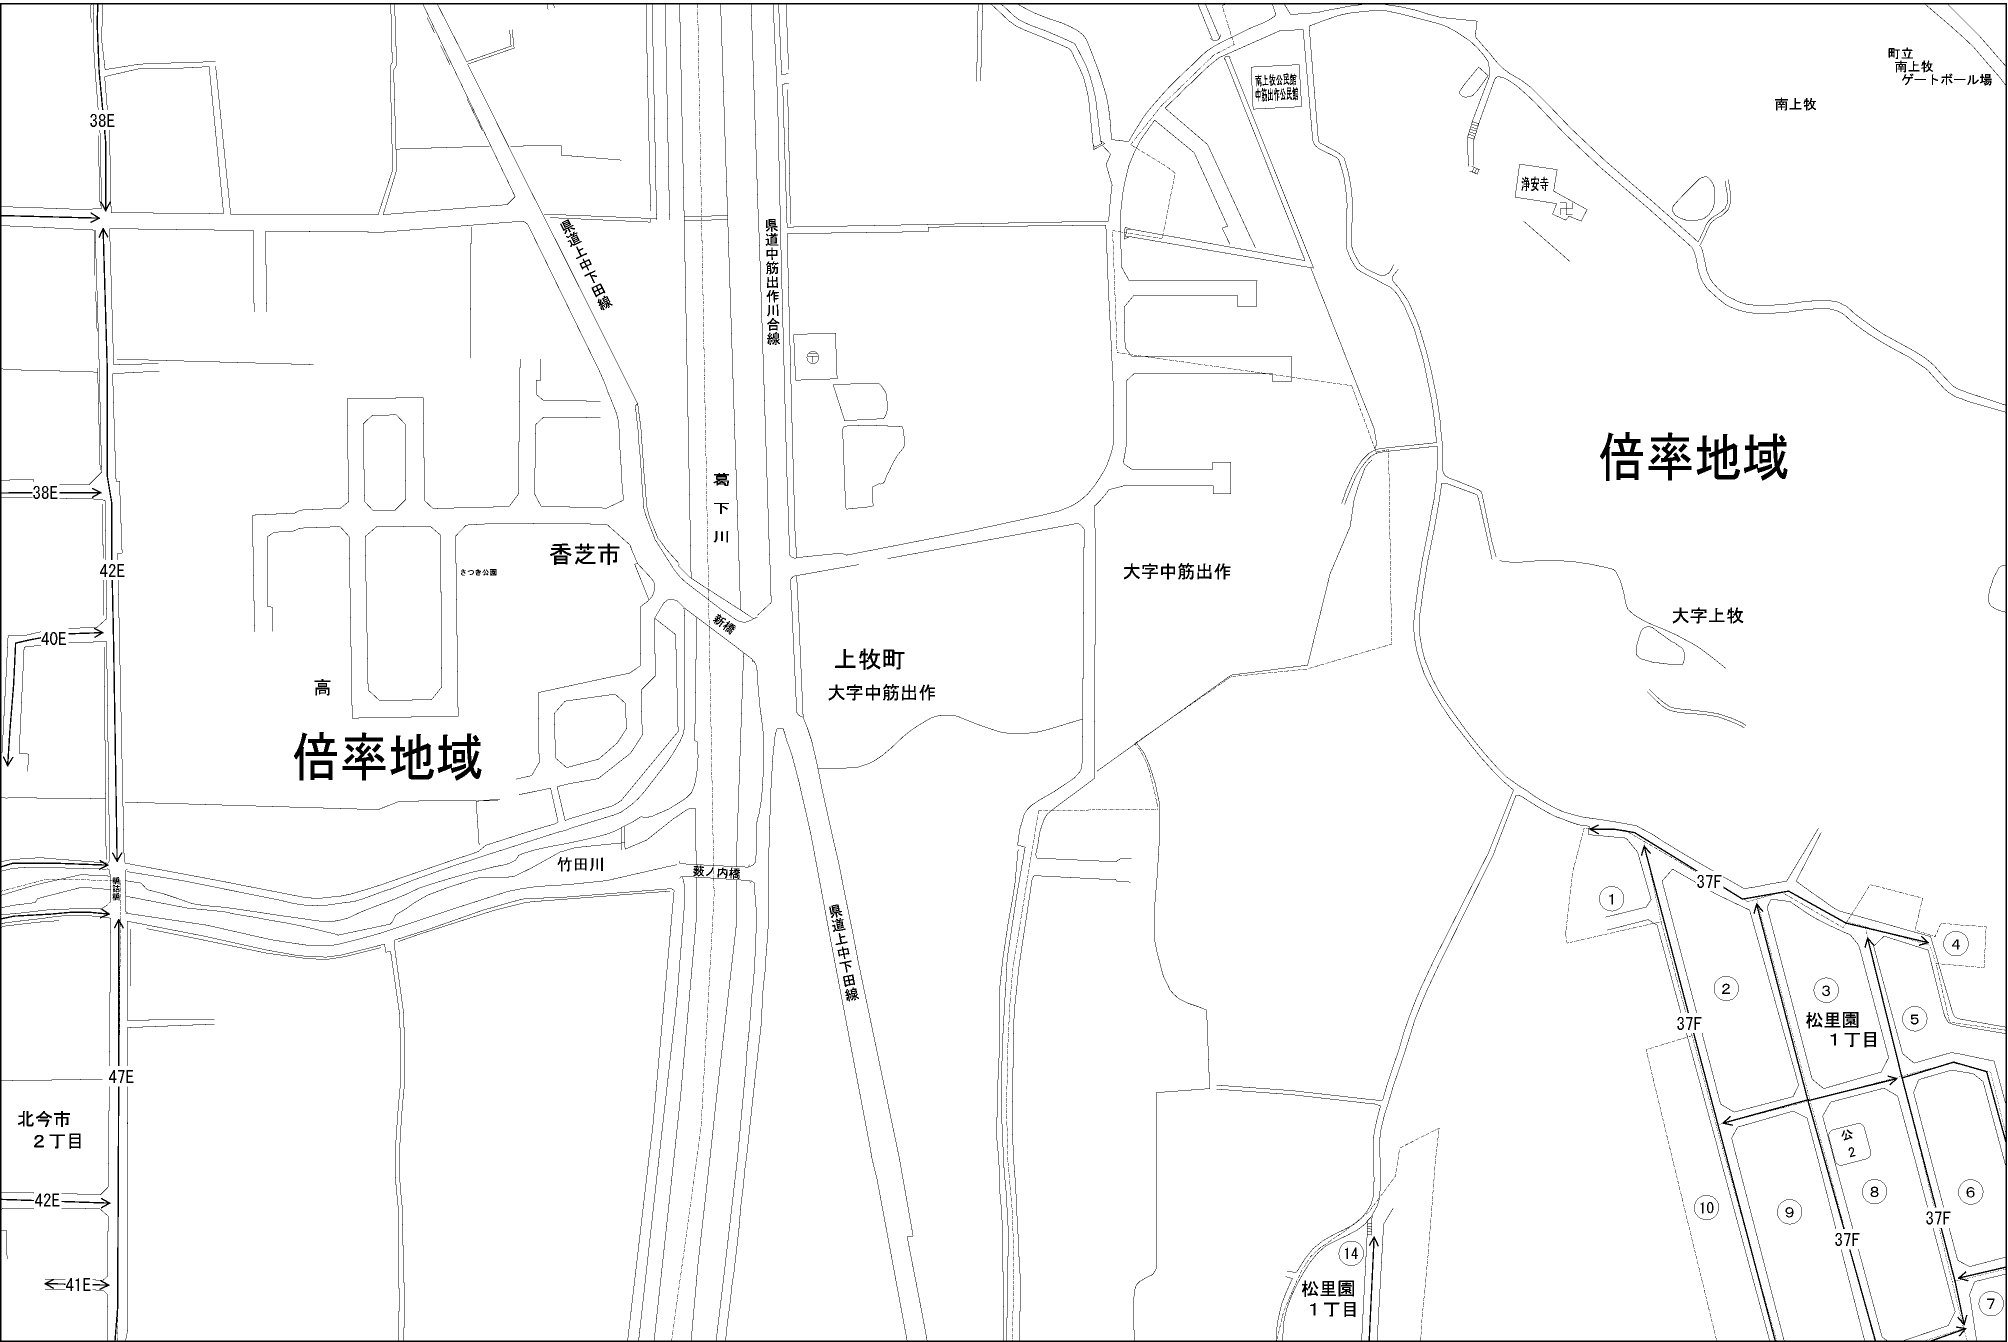 町立
南上牧
ゲートボール場
南上牧
南上牧公民館
中筋出作公民館
38E
浄安寺
県道上中下田線
県道中筋出作川合線
倍率地域
38E
葛下川
香芝市
さつき公園
42E
大字中筋出作
大字上牧
新橋
40E
上牧町
大字中筋出作
高
倍率地域
竹田川
薮ノ内橋
37F
1
県道上中下田線
4
2
3
松里園
1丁目
5
37F
47E
北今市
2丁目
公
2
42E
10
9
8
6
37F
37F
14
41E
松里園
1丁目
7